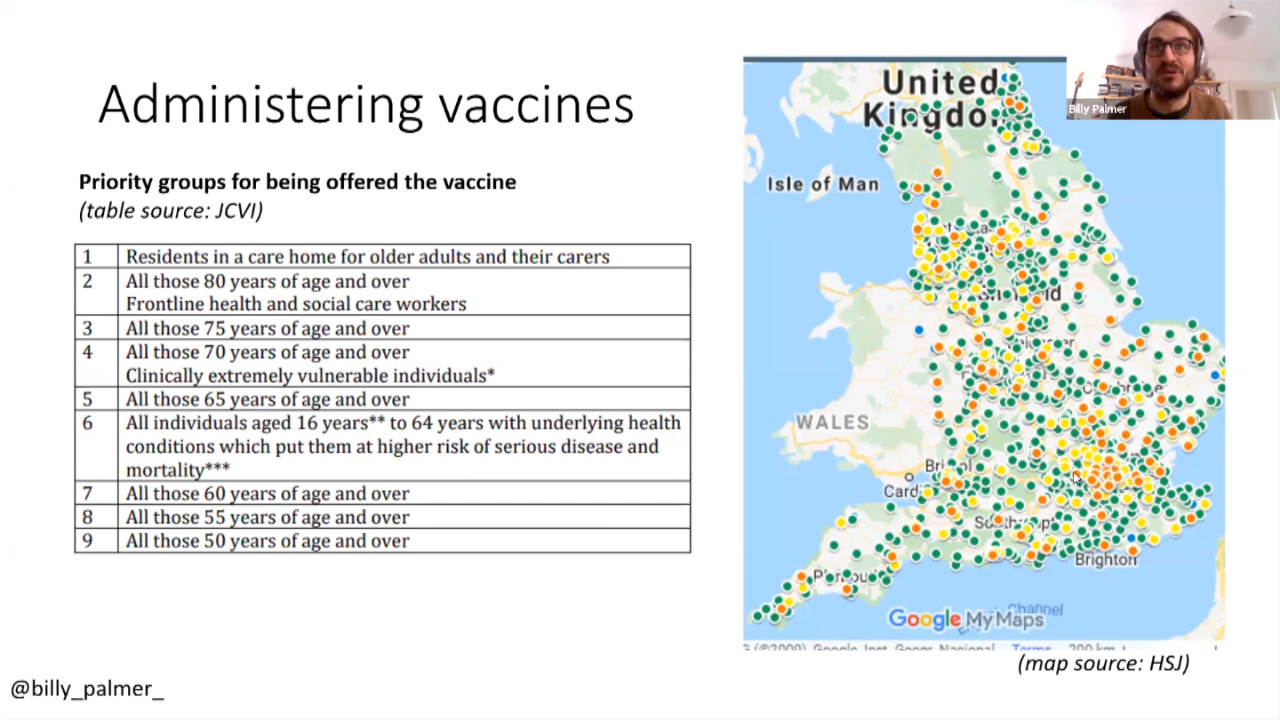 Administering vaccines
Priority groups for being offered the vaccine
(table source: JCVI)
1 Residents in a care home for older adults and their carers
2 All those 80 years of age and over
Frontline health and social care workers
3 All those 75 years of age and over
4 All those 70 years of age and over
Clinically extremely vulnerable individuals*
5 All those 65 years of age and over
6 All individuals aged 16 years** to 64 years with underlying health
conditions which put them at higher risk of serious disease and
mortality***
7 All those 60 years of age and over
8 All those 55 years of age and over
9 All those 50 years of age and over
@billy_palmer_
United
Isle of Man
WALES
Brighton
Channel
Google My Maps
Terms
(map source: HSJ)
Billy Palmer